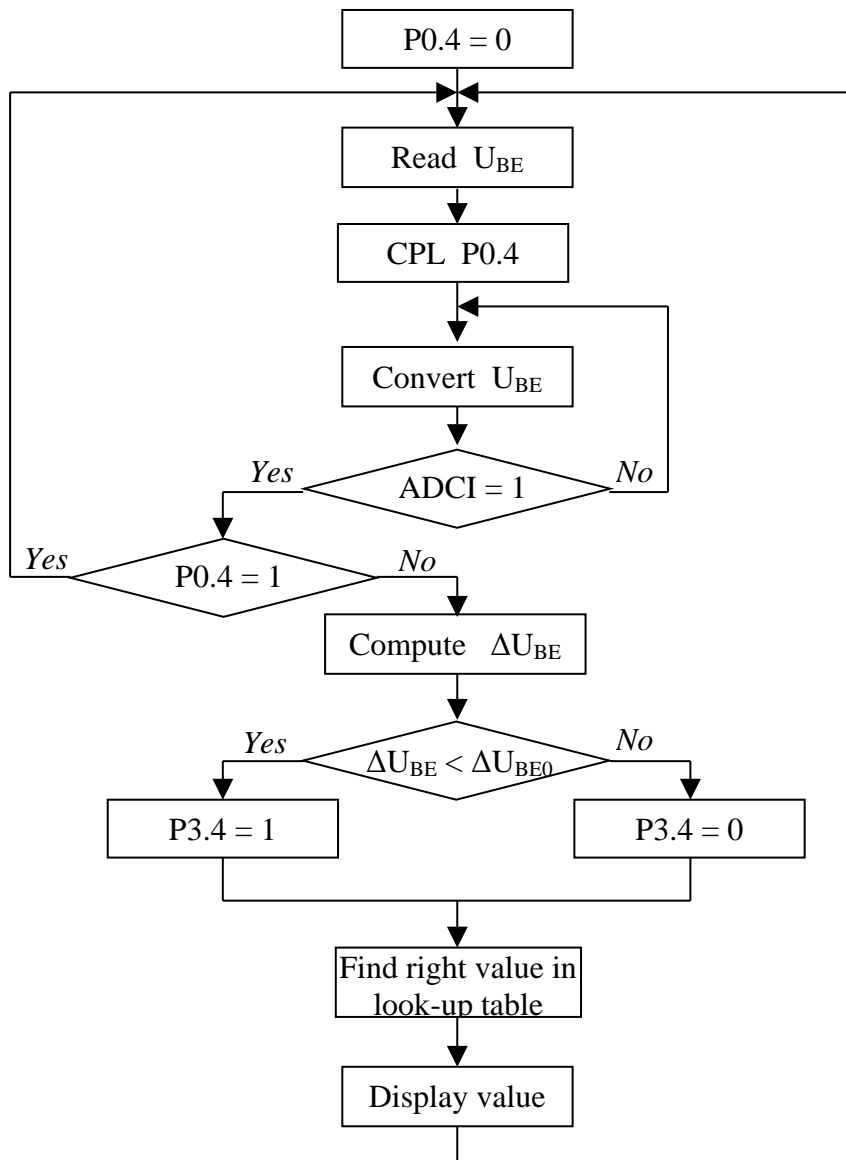 P0.4 = 0
Read U_BE
CPL P0.4
Convert U_BE
Yes
ADCI = 1
No
Yes
P0.4 = 1
No
Compute ΔU_BE
Yes
ΔU_BE < ΔU_BE0
No
P3.4 = 1
P3.4 = 0
Find right value in
look-up table
Display value